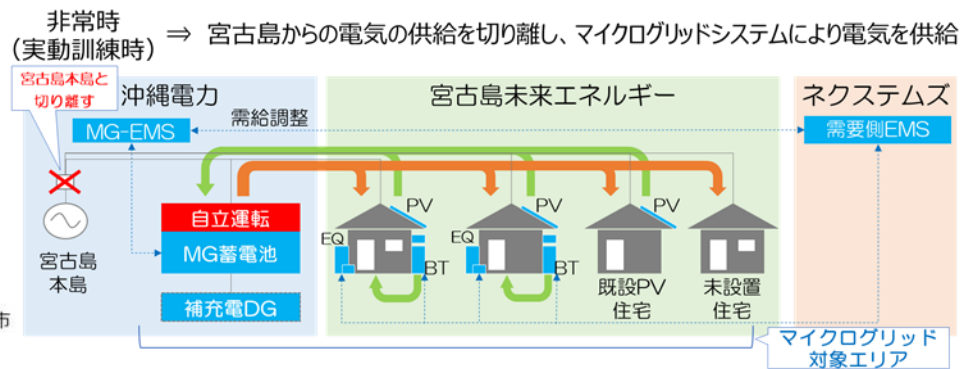 非常時
（実動訓練時）
⇒ 宮古島からの電気の供給を切り離し、マイクログリッドシステムにより電気を供給
宮古島本島と
切り離す
沖縄電力
宮古島未来エネルギー
ネクステムズ
MG-EMS
需給調整
需要側EMS
自立運転
MG蓄電池
補充電DG
宮古島
本島
PV
EQ
BT
PV
EQ
BT
PV
既設PV
住宅
未設置
住宅
市
マイクログリッド
対象エリア